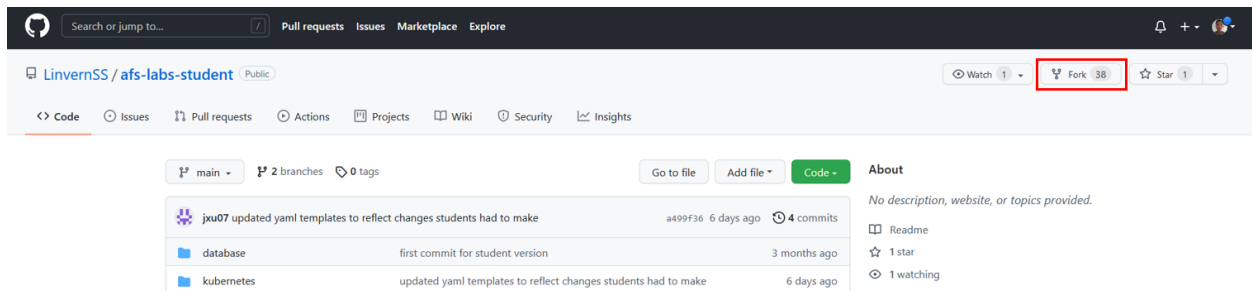 Search or jump to... / Pull requests Issues Marketplace Explore
LinvernSS / afs-labs-student Public Watch 1 Fork 38 Star 1
Code Issues Pull requests Actions Projects Wiki Security Insights
main 2 branches 0 tags Go to file Add file Code About
No description, website, or topics provided.
jxu07 updated yaml templates to reflect changes students had to make a499f36 6 days ago 4 commits
Readme
database first commit for student version 3 months ago
1 star
1 watching
kubernetes updated yaml templates to reflect changes students had to make 6 days ago